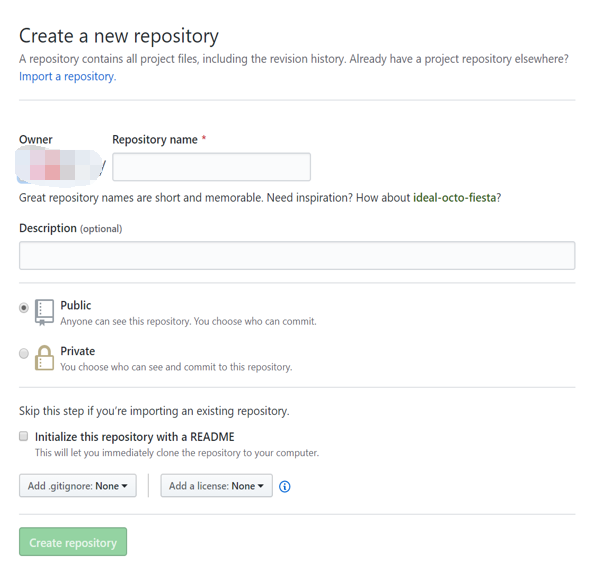 Create a new repository
A repository contains all project files, including the revision history. Already have a project repository elsewhere?
Import a repository.
Owner
Repository name *
/
Great repository names are short and memorable. Need inspiration? How about ideal-octo-fiesta?
Description (optional)
Public
Anyone can see this repository. You choose who can commit.
Private
You choose who can see and commit to this repository.
Skip this step if you’re importing an existing repository.
Initialize this repository with a README
This will let you immediately clone the repository to your computer.
Add .gitignore: None
Add a license: None
Create repository